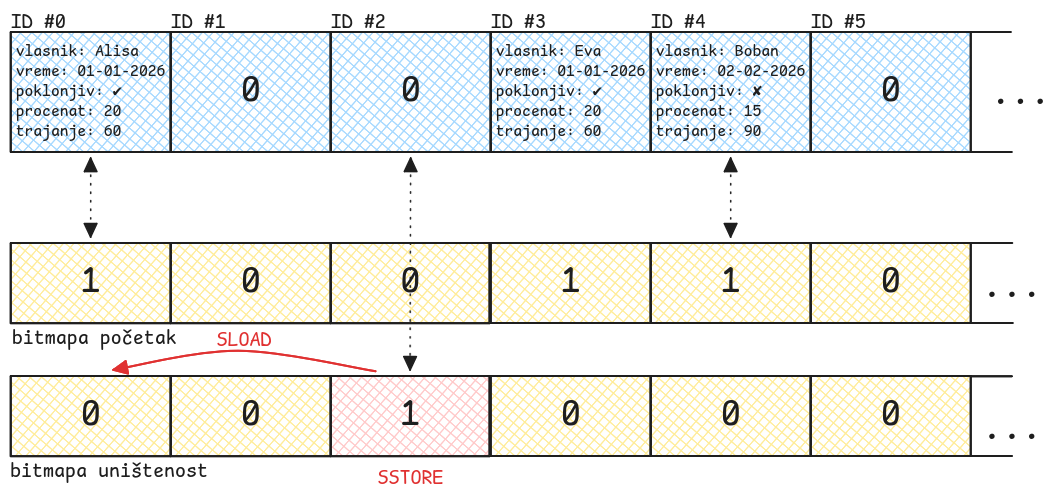 ID #0 ID #1 ID #2 ID #3 ID #4 ID #5
vlasnik: Alisa
vreme: 01-01-2026
poklonjiv: ✔
procenat: 20
trajanje: 60
0
0
vlasnik: Eva
vreme: 01-01-2026
poklonjiv: ✔
procenat: 20
trajanje: 60
vlasnik: Boban
vreme: 02-02-2026
poklonjiv: ✘
procenat: 15
trajanje: 90
0
...
1 0 0 1 1 0 ...
bitmapa početak
SLOAD
0 0 1 0 0 0 ...
bitmapa uništenost
SSTORE